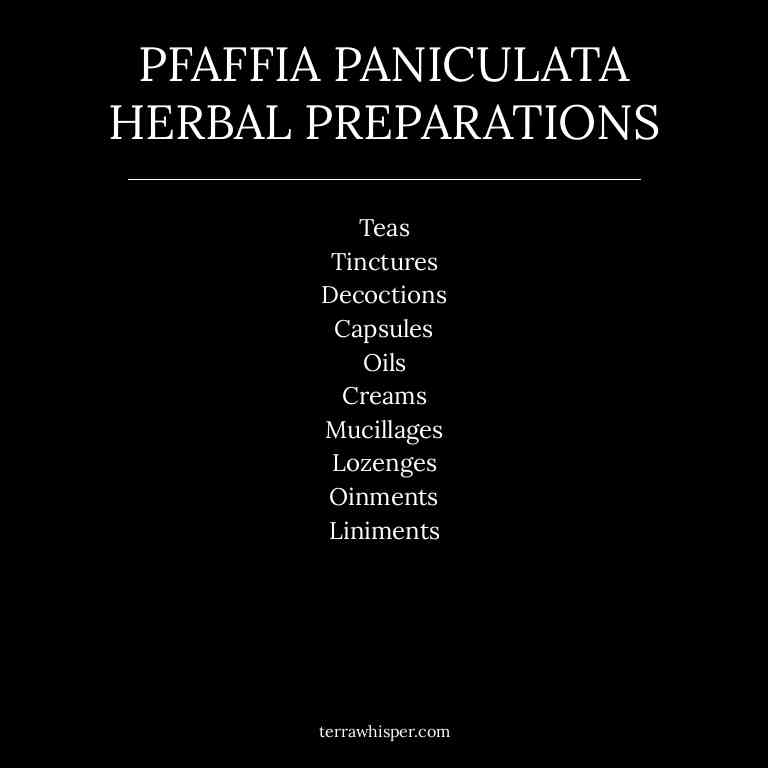 PFAFFIA PANICULATA
HERBAL PREPARATIONS
Teas
Tinctures
Decoctions
Capsules
Oils
Creams
Mucillages
Lozenges
Oinments
Liniments
terrawhisper.com